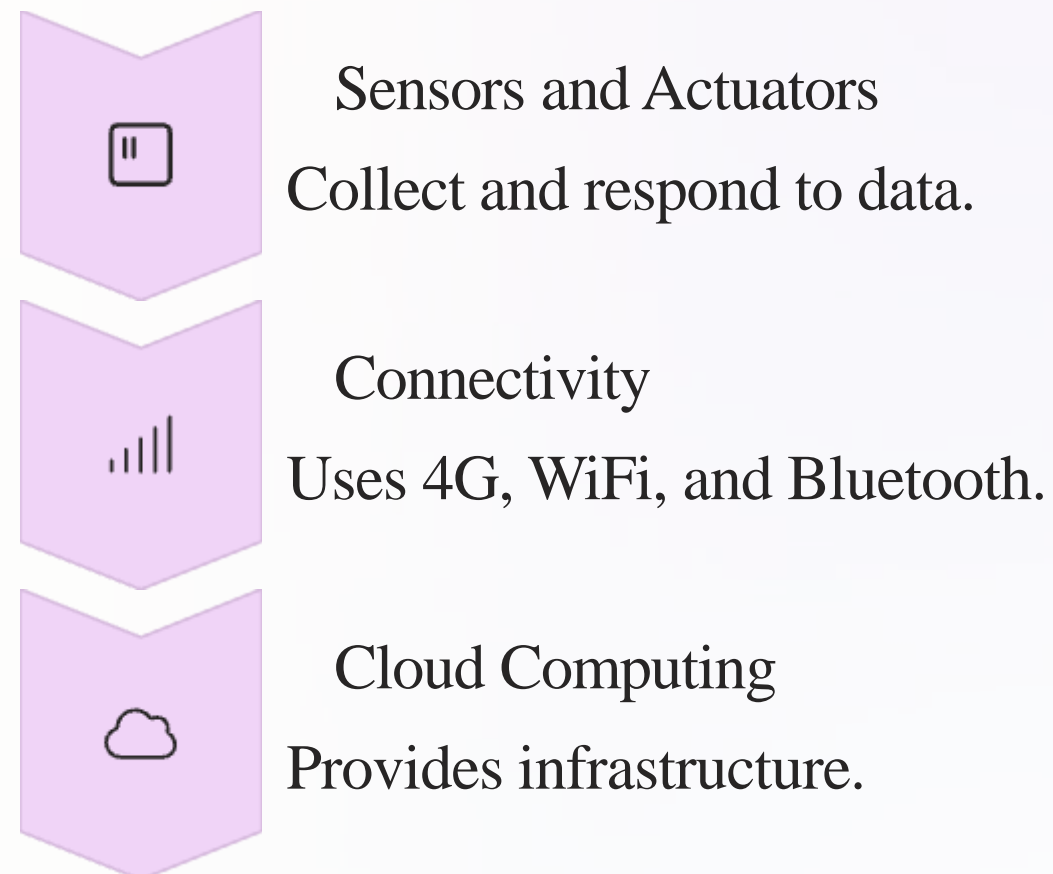 Sensors and Actuators
Collect and respond to data.
Connectivity
Uses 4G, WiFi, and Bluetooth.
Cloud Computing
Provides infrastructure.